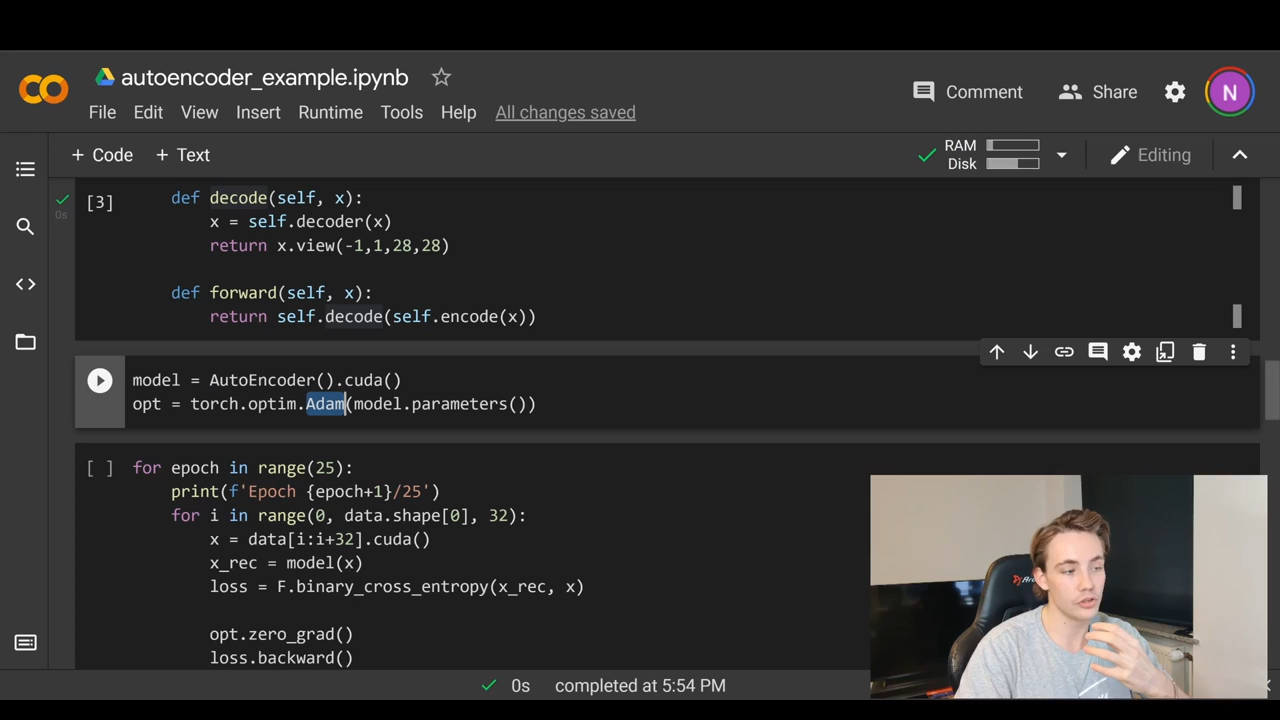 autoencoder_example.ipynb
File Edit View Insert Runtime Tools Help All changes saved
Comment Share N
+ Code + Text
RAM
Disk
Editing
[3]
0s
def decode(self, x):
x = self.decoder(x)
return x.view(-1,1,28,28)
def forward(self, x):
return self.decode(self.encode(x))
model = AutoEncoder().cuda()
opt = torch.optim.Adam(model.parameters())
[ ]
for epoch in range(25):
print(f'Epoch {epoch+1}/25')
for i in range(0, data.shape[0], 32):
x = data[i:i+32].cuda()
x_rec = model(x)
loss = F.binary_cross_entropy(x_rec, x)
opt.zero_grad()
loss.backward()
0s completed at 5:54 PM